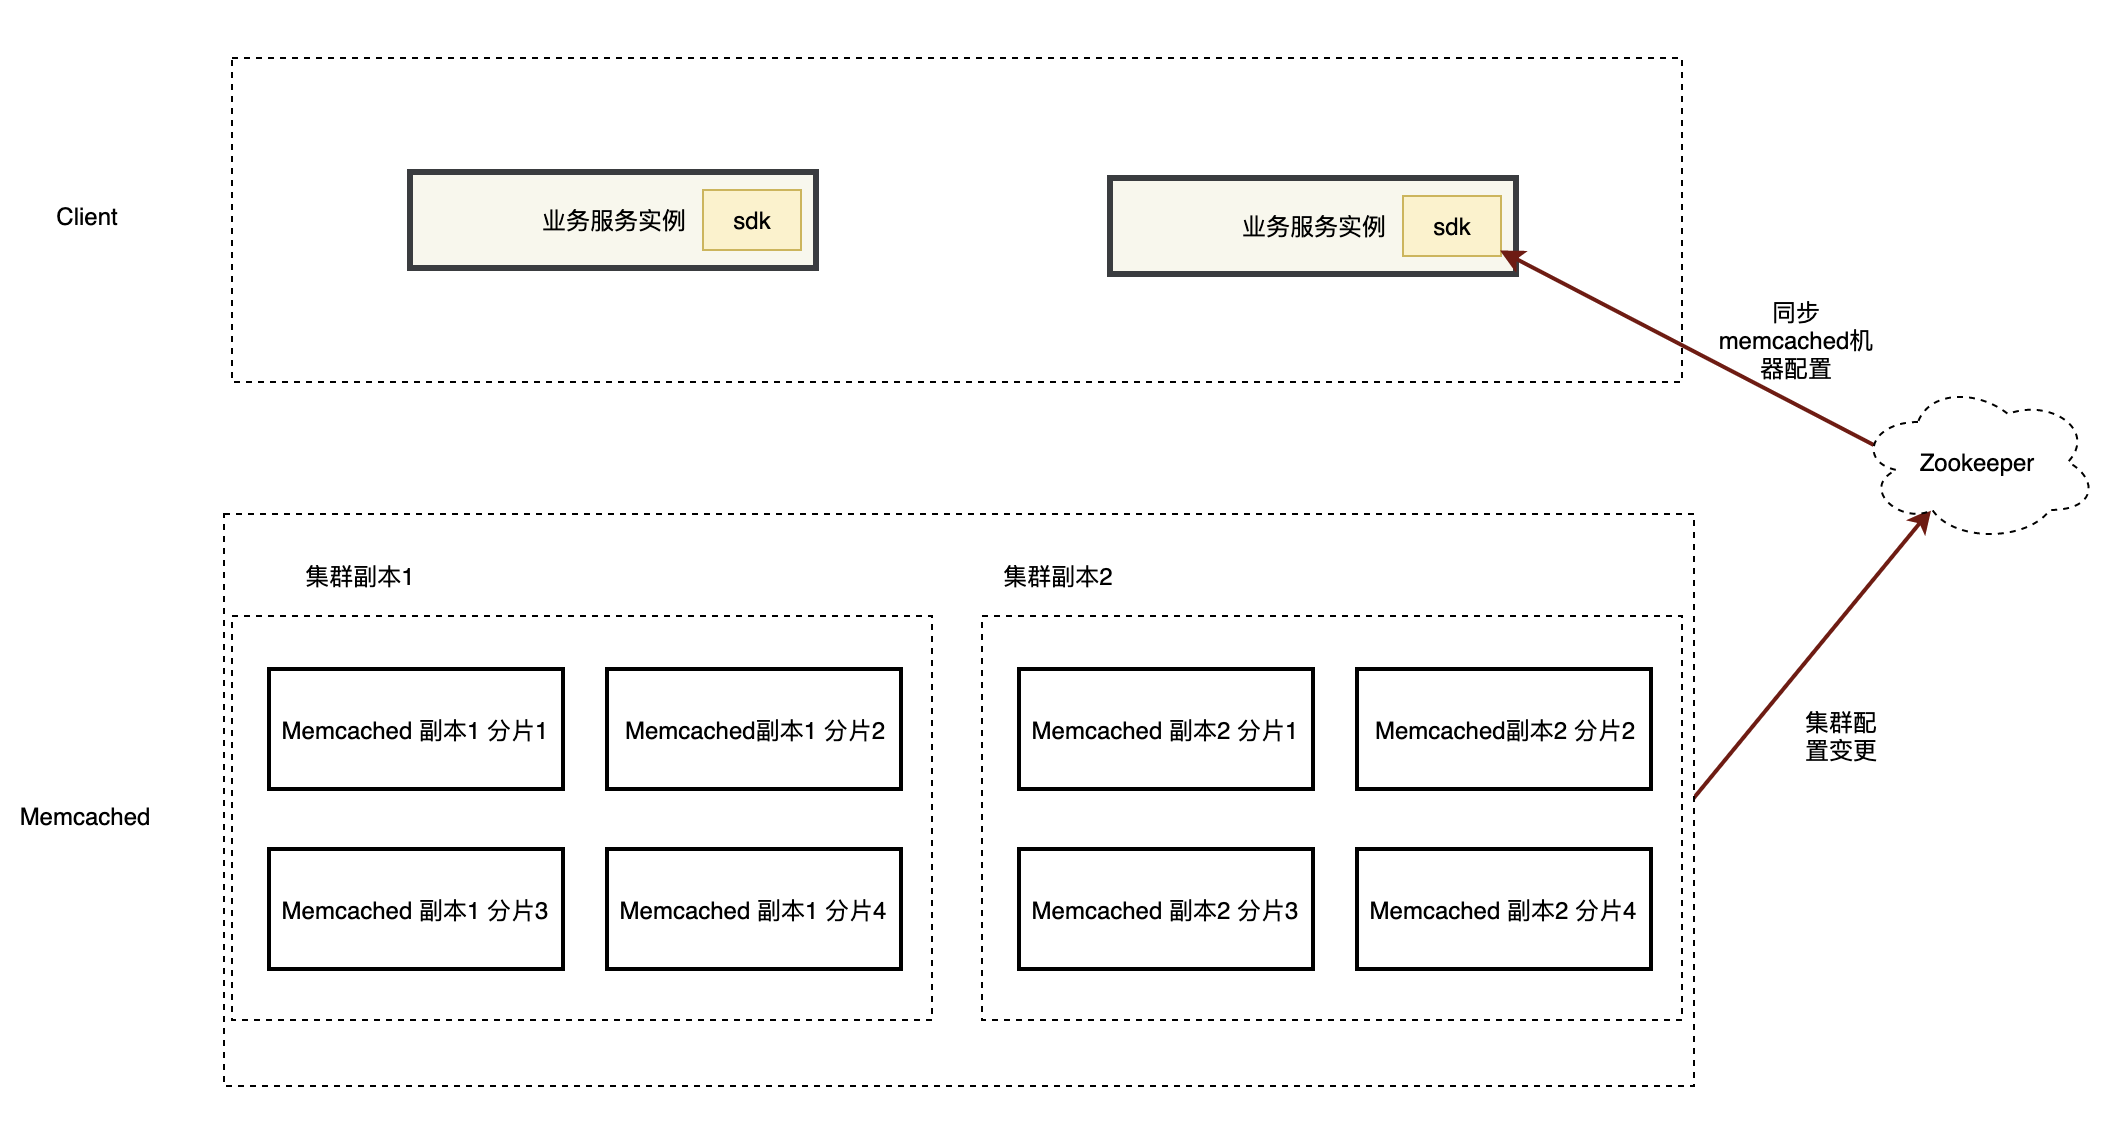 Client
业务服务实例
sdk
业务服务实例
sdk
同步
memcached机
器配置
Zookeeper
集群副本1
集群副本2
Memcached 副本1 分片1
Memcached副本1 分片2
Memcached 副本2 分片1
Memcached副本2 分片2
集群配
置变更
Memcached
Memcached 副本1 分片3
Memcached 副本1 分片4
Memcached 副本2 分片3
Memcached 副本2 分片4